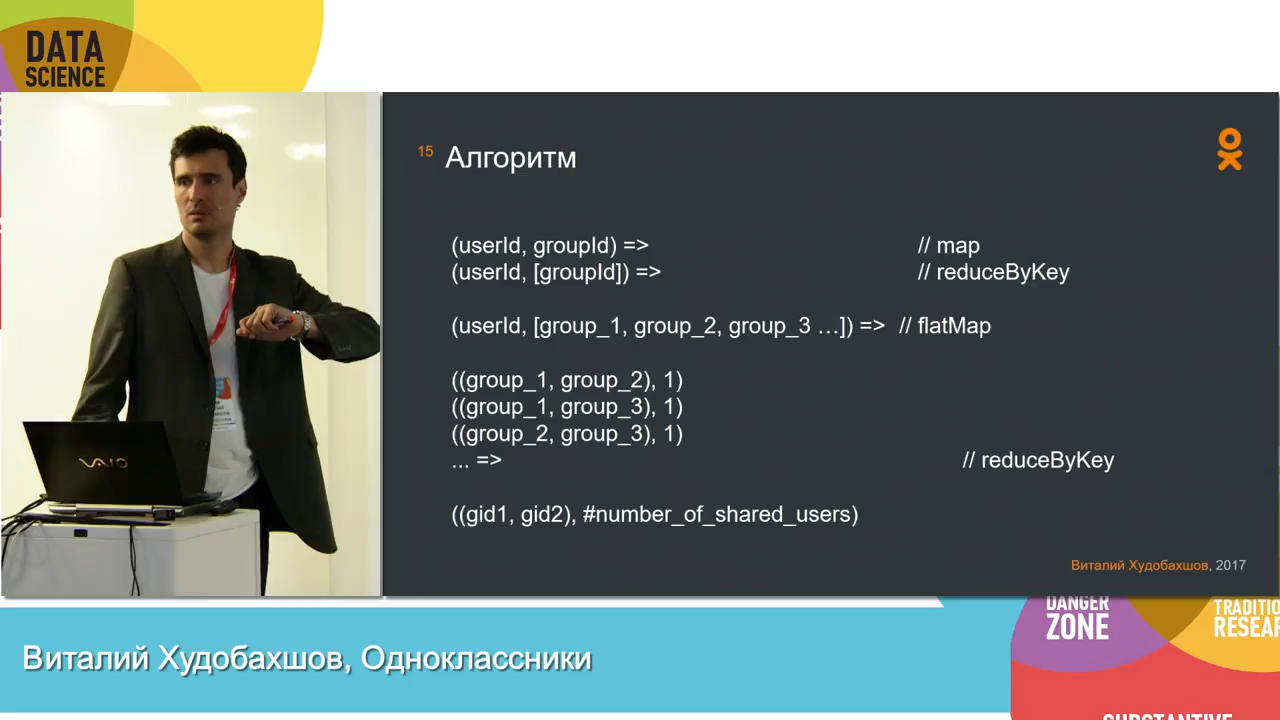 DATA
SCIENCE
15 Алгоритм
(userId, groupId) => // map
(userId, [groupId]) => // reduceByKey
(userId, [group_1, group_2, group_3 …]) => // flatMap
((group_1, group_2), 1)
((group_1, group_3), 1)
((group_2, group_3), 1)
... => // reduceByKey
((gid1, gid2), #number_of_shared_users)
Виталий Худобахшов, 2017
VAIO
DANGER
ZONE
TRADITIO
RESEAR
SUBSTANTIVE
Виталий Худобахшов, Одноклассники